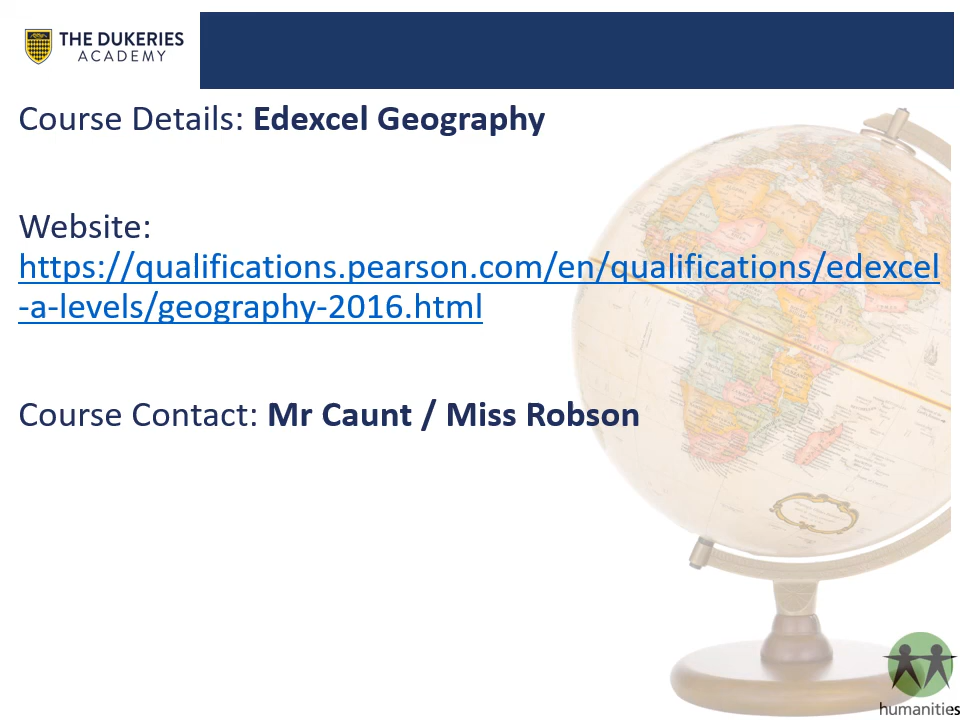 THE DUKERIES
ACADEMY
Course Details: Edexcel Geography
Website:
https://qualifications.pearson.com/en/qualifications/edexcel
-a-levels/geography-2016.html
Course Contact: Mr Caunt / Miss Robson
humanities